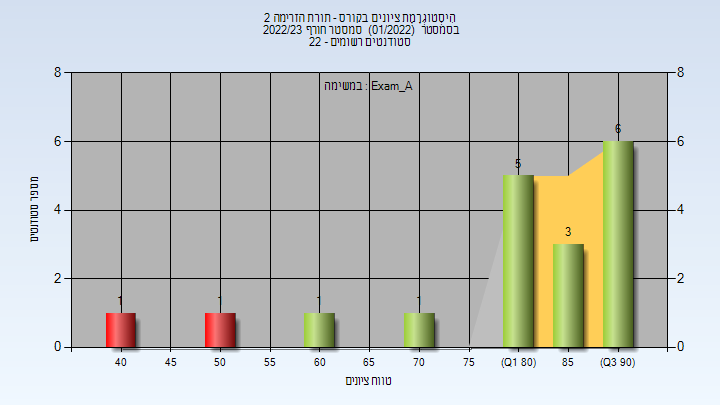 היסטוגרמת ציונים בקורס - תורת הזרימה 2
בסמסטר (01/2022) סמסטר חורף 2022/23
סטודנטים רשומים - 22
במשימה : Exam_A
8 8
6 6
4 4
2 2
0 0
1 1 1 1 5 3 6
40 45 50 55 60 65 70 75 (Q1 80) 85 (Q3 90)
מספר סטודנטים
טווח ציונים